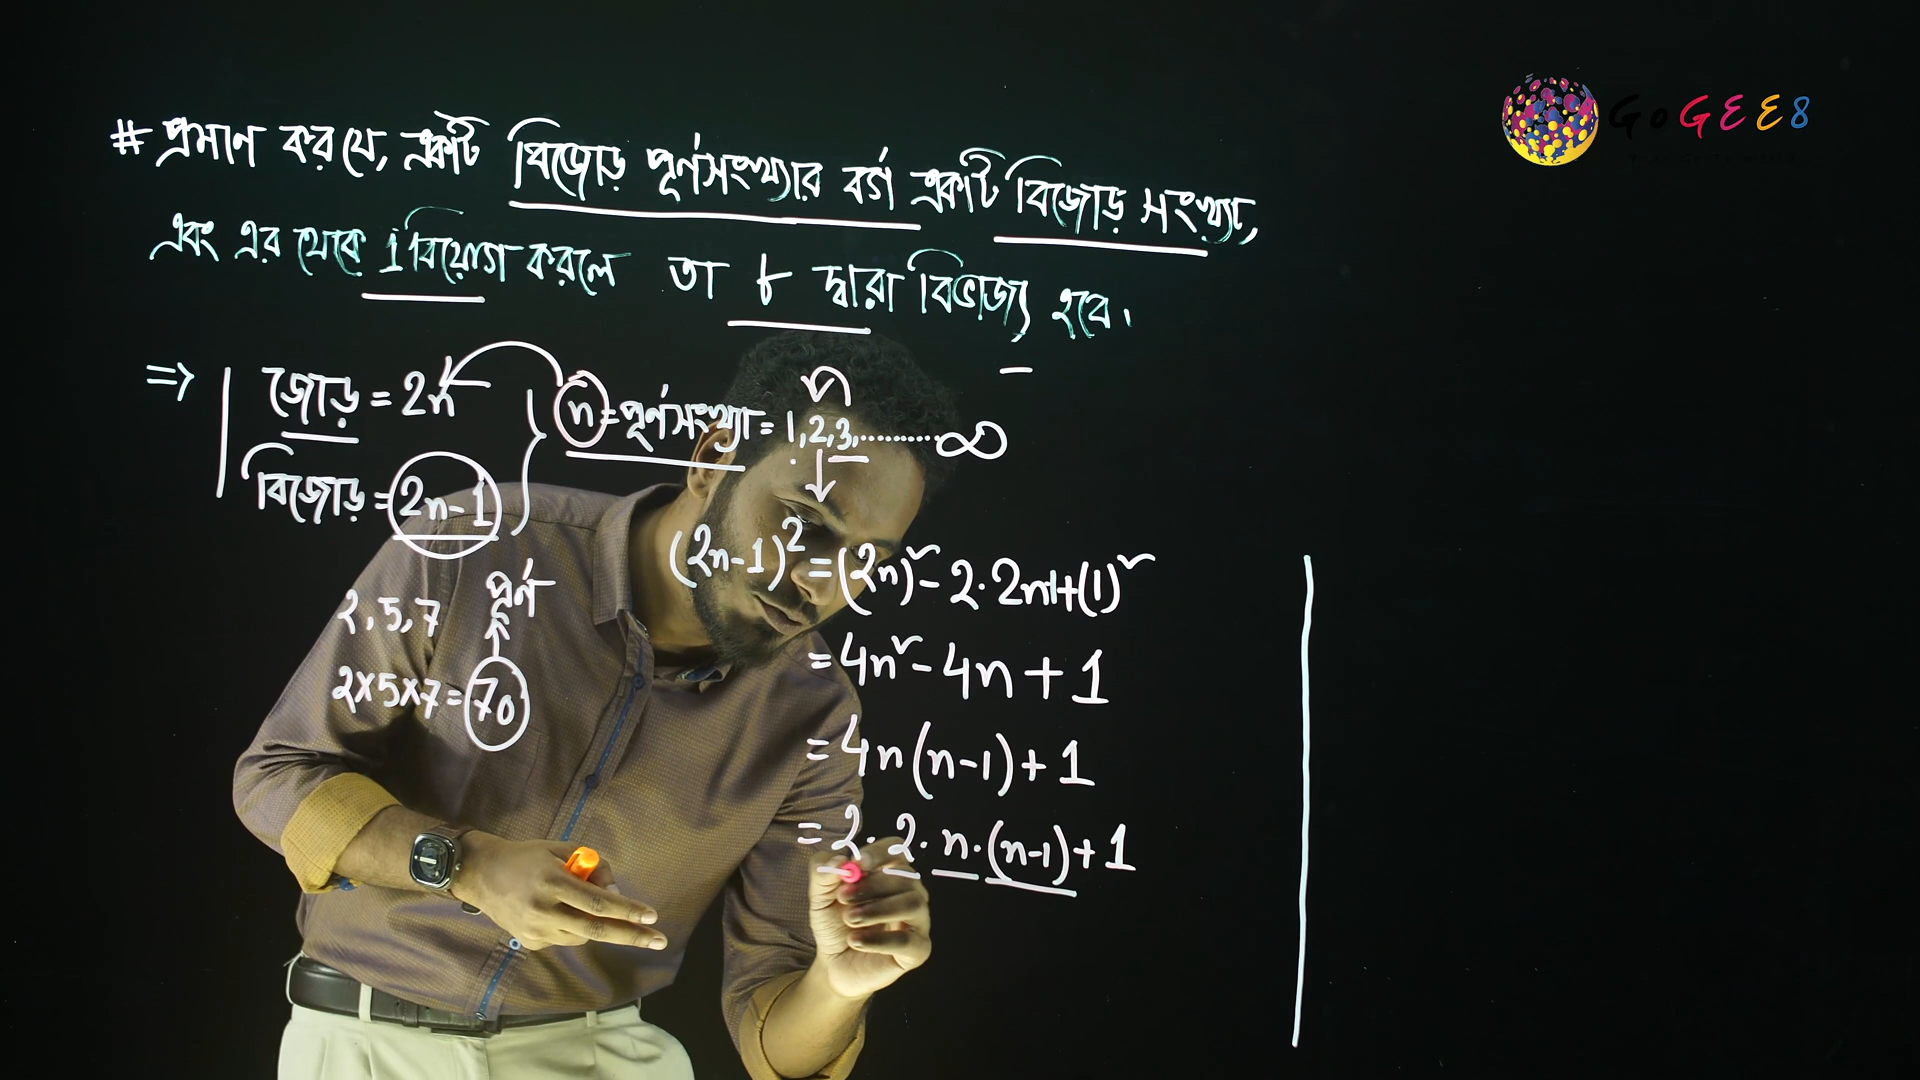 # প্রমাণ কর যে, একটি বিজোড় পূর্ণসংখ্যার বর্গ একটি বিজোড় সংখ্যা,
এবং এর থেকে 1 বিয়োগ করলে তা ৮ দ্বারা বিভাজ্য হবে।
=> জোড় = 2n
বিজোড় = 2n-1
n = পূর্ণসংখ্যা = 1,2,3,..........∞
n
(2n-1)² = (2n)² - 2·2n·1+(1)²
= 4n² - 4n + 1
= 4n(n-1) + 1
= 2·2·n·(n-1)+1
2,5,7
পূর্ণ
2×5×7=70
GoGEE8